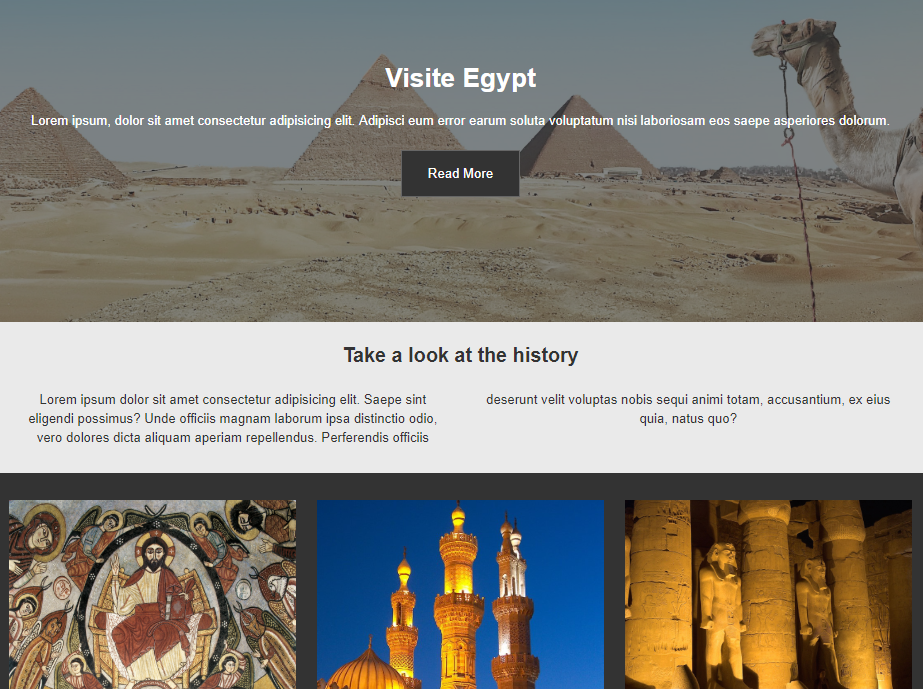 Visite Egypt
Lorem ipsum, dolor sit amet consectetur adipisicing elit. Adipisci eum error earum soluta voluptatum nisi laboriosam eos saepe asperiores dolorum.
Read More
Take a look at the history
Lorem ipsum dolor sit amet consectetur adipisicing elit. Saepe sint
eligendi possimus? Unde officiis magnam laborum ipsa distinctio odio,
vero dolores dicta aliquam aperiam repellendus. Perferendis officiis
deserunt velit voluptas nobis sequi animi totam, accusantium, ex eius
quia, natus quo?